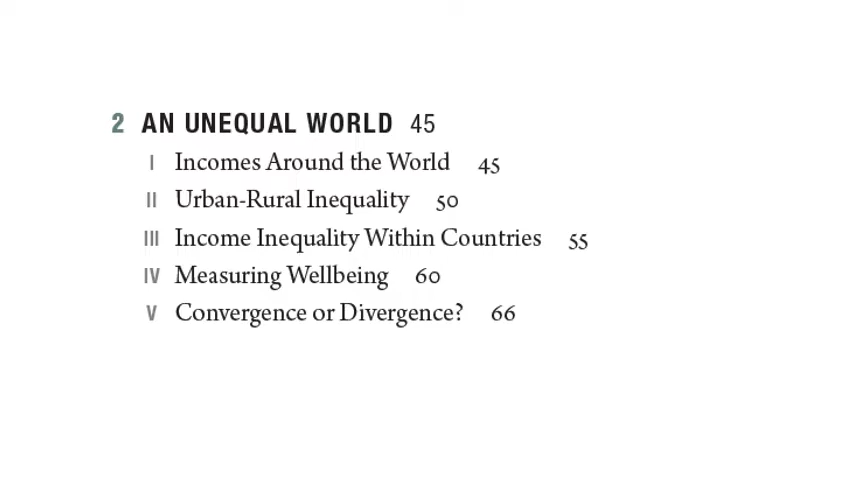 2 AN UNEQUAL WORLD 45
I Incomes Around the World 45
II Urban-Rural Inequality 50
III Income Inequality Within Countries 55
IV Measuring Wellbeing 60
V Convergence or Divergence? 66